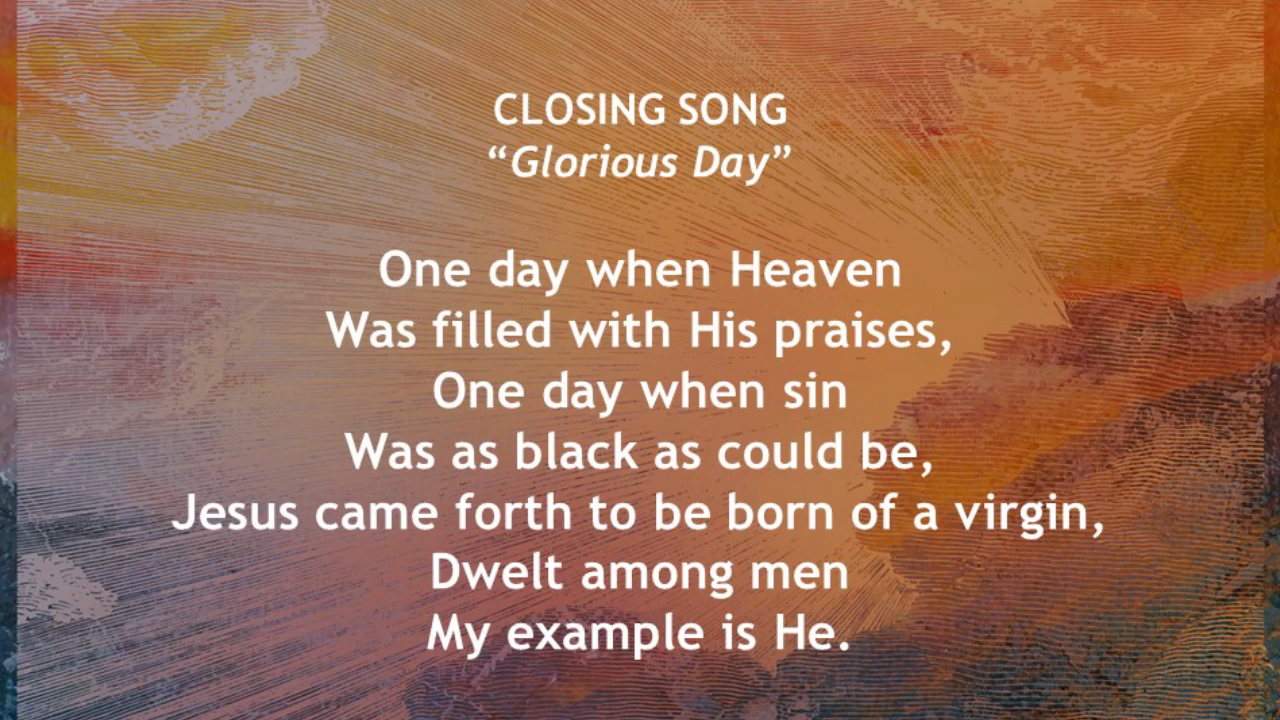 CLOSING SONG
“Glorious Day”
One day when Heaven
Was filled with His praises,
One day when sin
Was as black as could be,
Jesus came forth to be born of a virgin,
Dwelt among men
My example is He.